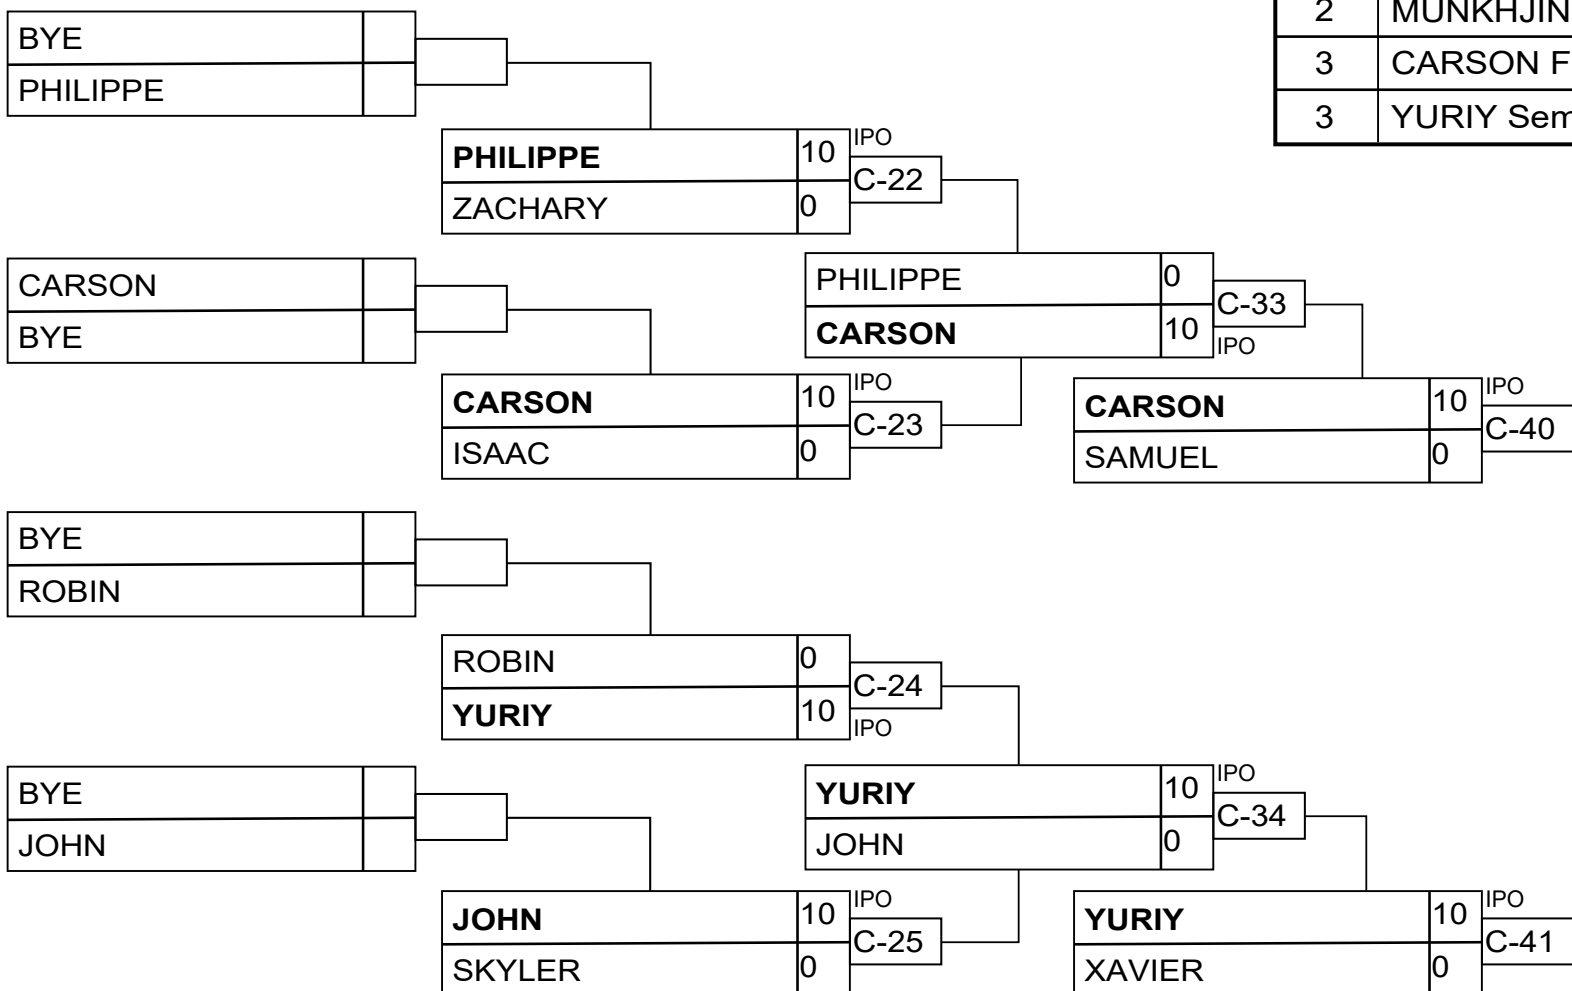 2 MUNKHJIN
3 CARSON F
3 YURIY Sem
BYE
PHILIPPE
PHILIPPE 10 IPO
C-22
ZACHARY 0
CARSON
BYE
PHILIPPE 0
C-33
CARSON 10 IPO
CARSON 10 IPO
C-23
ISAAC 0
CARSON 10 IPO
C-40
SAMUEL 0
BYE
ROBIN
ROBIN 0
C-24
YURIY 10 IPO
BYE
JOHN
YURIY 10 IPO
C-34
JOHN 0
JOHN 10 IPO
C-25
SKYLER 0
YURIY 10 IPO
C-41
XAVIER 0